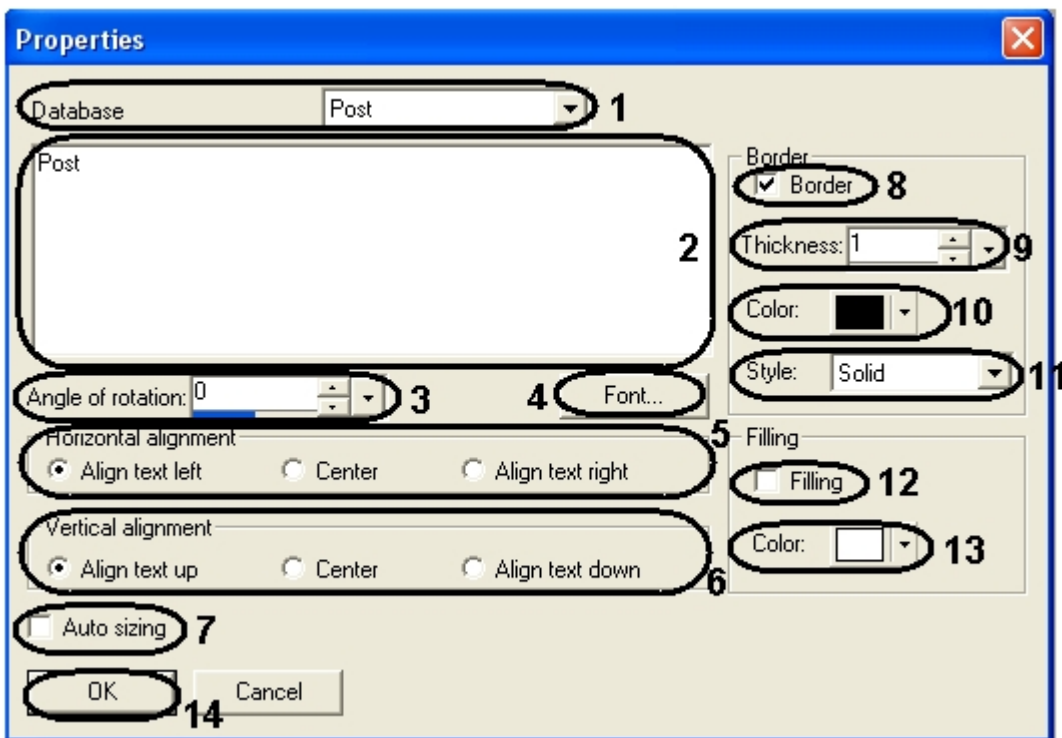 Properties
Database Post 1
Post
2
Angle of rotation: 0 3
4 Font...
Horizontal alignment 5
Align text left Center Align text right
Vertical alignment
Align text up Center Align text down 6
Auto sizing 7
OK Cancel
14
Border
Border 8
Thickness: 1 9
Color: 10
Style: Solid 11
Filling
Filling 12
Color: 13